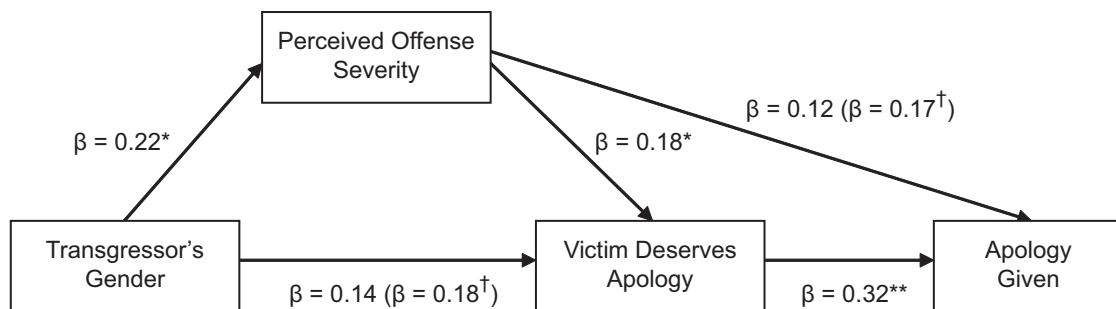 Perceived Offense
Severity
β = 0.12 (β = 0.17†)
β = 0.22*
β = 0.18*
Transgressor’s
Gender
Victim Deserves
Apology
Apology
Given
β = 0.14 (β = 0.18†)
β = 0.32**